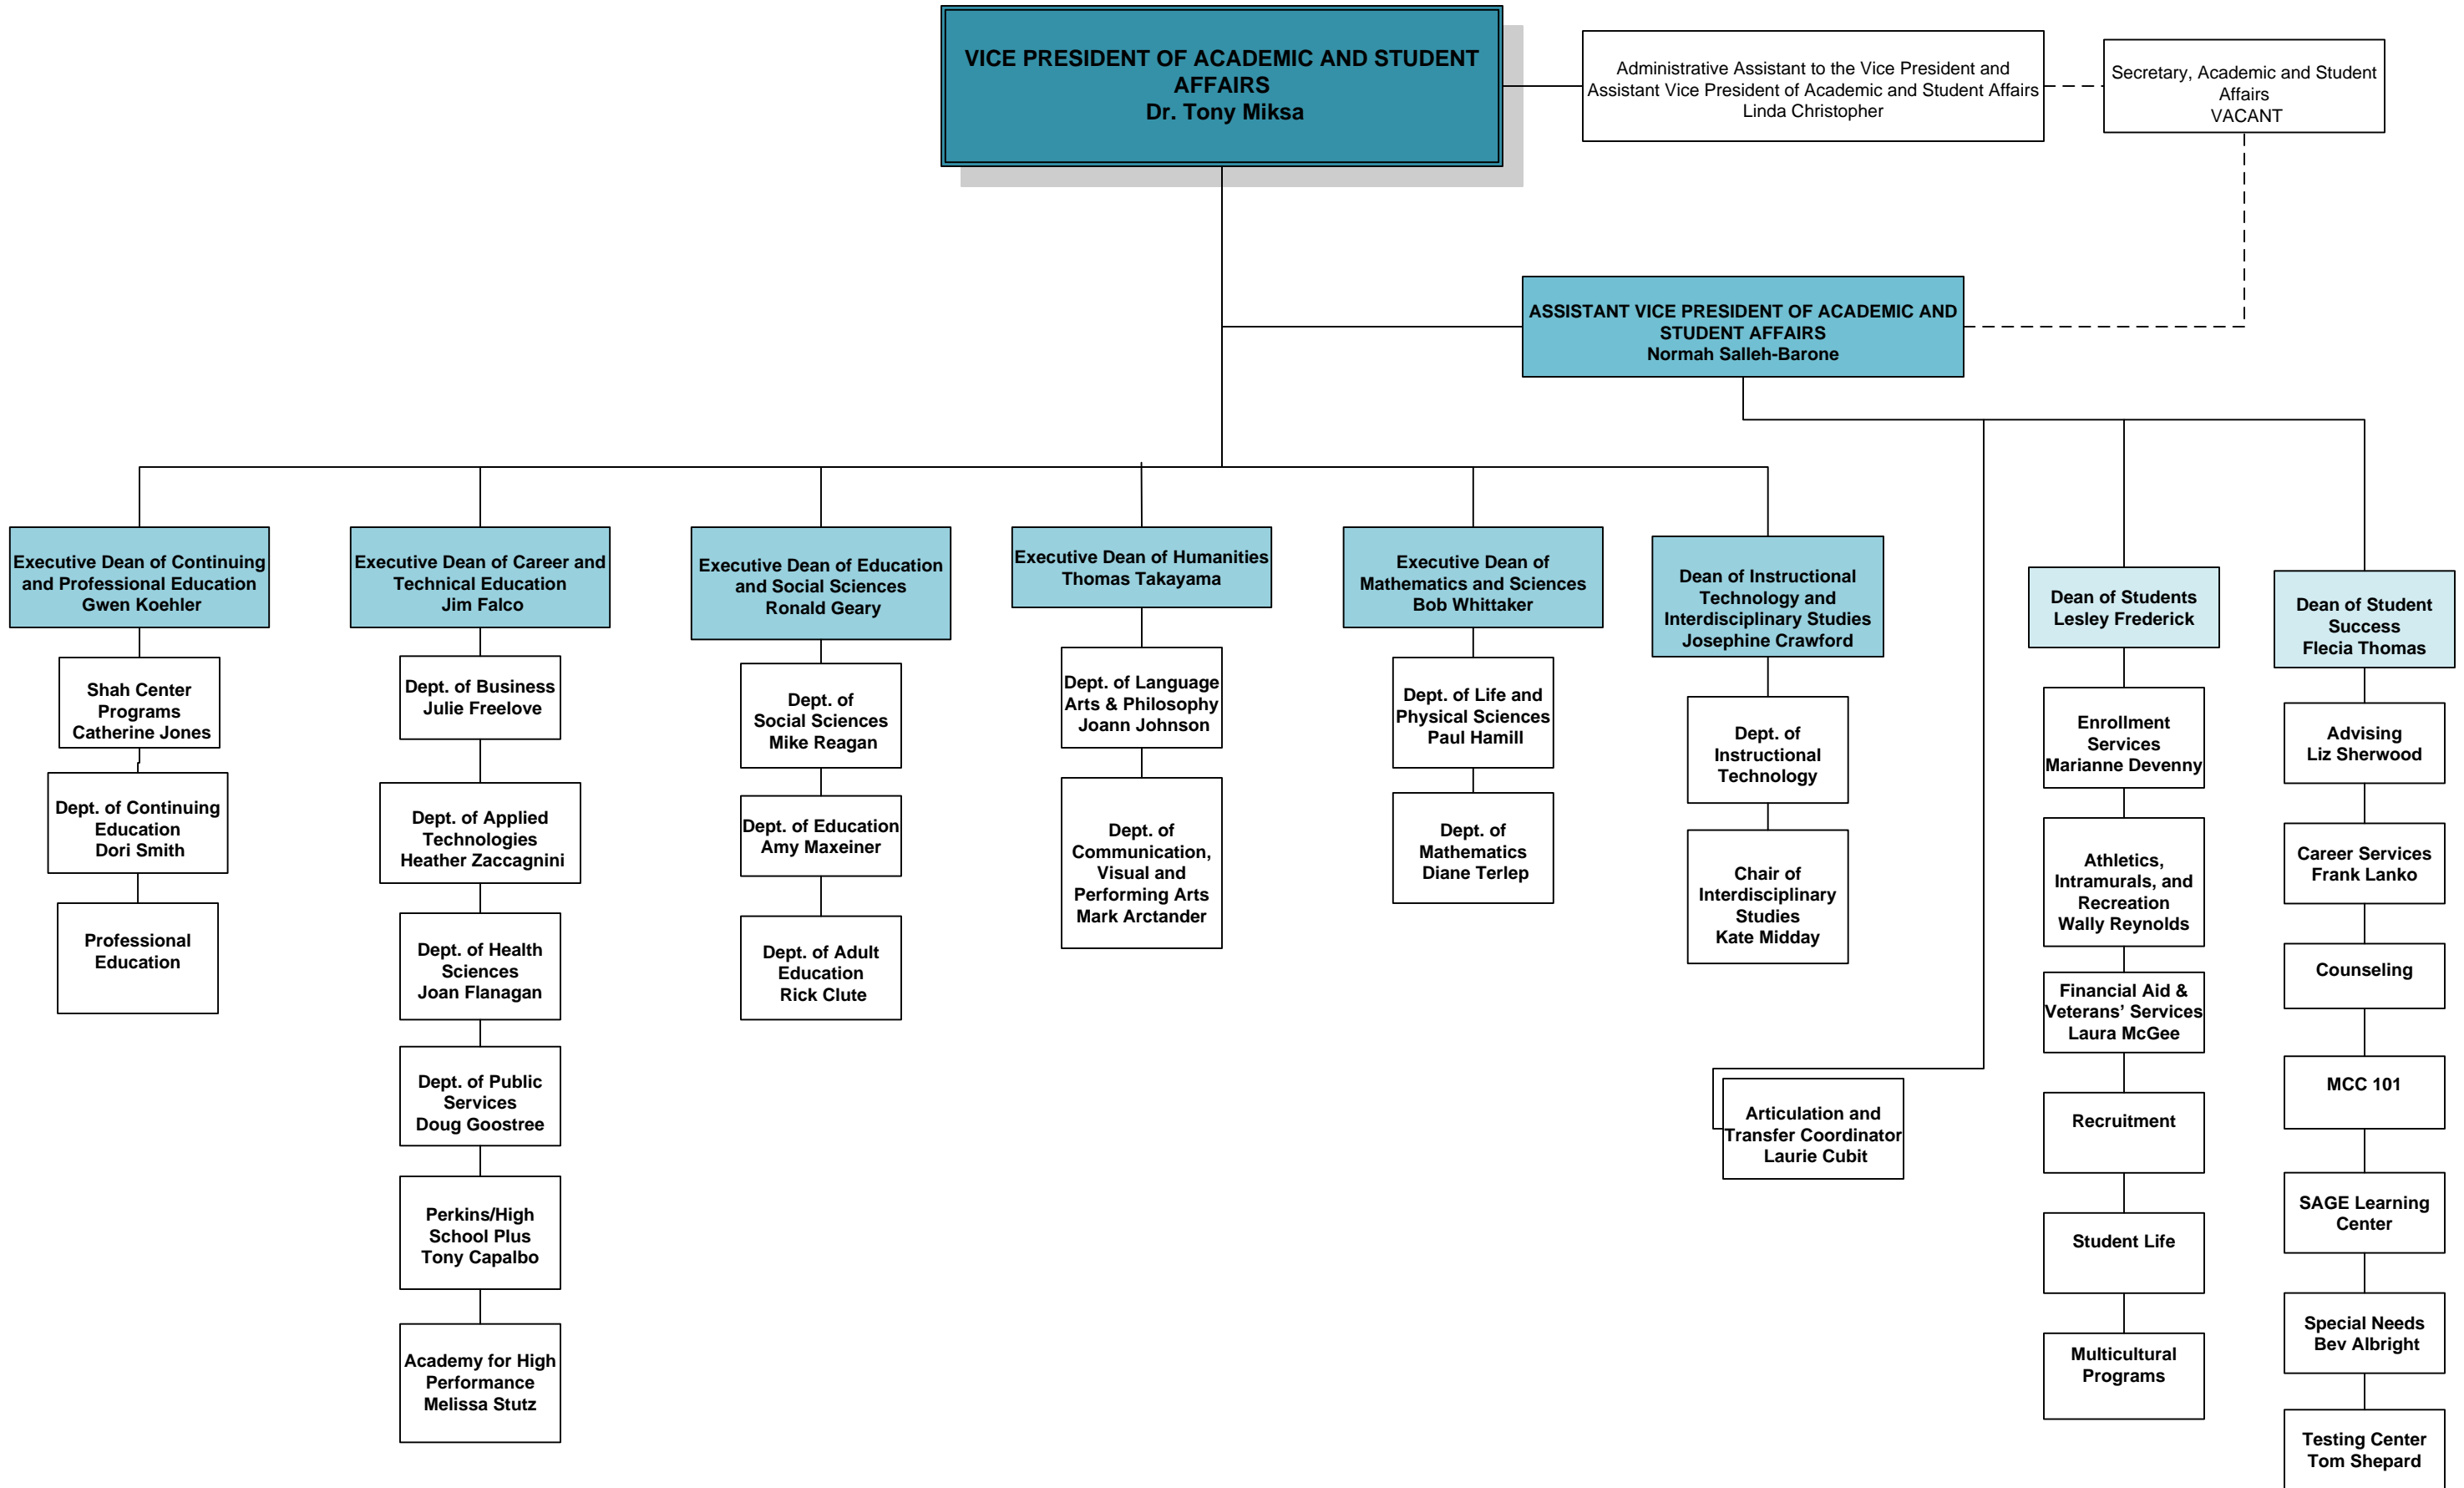 VICE PRESIDENT OF ACADEMIC AND STUDENT
AFFAIRS
Dr. Tony Miksa
Administrative Assistant to the Vice President and
Assistant Vice President of Academic and Student Affairs
Linda Christopher
Secretary, Academic and Student
Affairs
VACANT
ASSISTANT VICE PRESIDENT OF ACADEMIC AND
STUDENT AFFAIRS
Normah Salleh-Barone
Executive Dean of Continuing
and Professional Education
Gwen Koehler
Shah Center
Programs
Catherine Jones
Dept. of Continuing
Education
Dori Smith
Professional
Education
Executive Dean of Career and
Technical Education
Jim Falco
Dept. of Business
Julie Freelove
Dept. of Applied
Technologies
Heather Zaccagnini
Dept. of Health
Sciences
Joan Flanagan
Dept. of Public
Services
Doug Goostree
Perkins/High
School Plus
Tony Capalbo
Academy for High
Performance
Melissa Stutz
Executive Dean of Education
and Social Sciences
Ronald Geary
Dept. of
Social Sciences
Mike Reagan
Dept. of Education
Amy Maxeiner
Dept. of Adult
Education
Rick Clute
Executive Dean of Humanities
Thomas Takayama
Dept. of Language
Arts & Philosophy
Joann Johnson
Dept. of
Communication,
Visual and
Performing Arts
Mark Arctander
Executive Dean of
Mathematics and Sciences
Bob Whittaker
Dept. of Life and
Physical Sciences
Paul Hamill
Dept. of
Mathematics
Diane Terlep
Dean of Instructional
Technology and
Interdisciplinary Studies
Josephine Crawford
Dept. of
Instructional
Technology
Chair of
Interdisciplinary
Studies
Kate Midday
Articulation and
Transfer Coordinator
Laurie Cubit
Dean of Students
Lesley Frederick
Enrollment
Services
Marianne Devenny
Athletics,
Intramurals, and
Recreation
Wally Reynolds
Financial Aid &
Veterans’ Services
Laura McGee
Recruitment
Student Life
Multicultural
Programs
Dean of Student
Success
Flecia Thomas
Advising
Liz Sherwood
Career Services
Frank Lanko
Counseling
MCC 101
SAGE Learning
Center
Special Needs
Bev Albright
Testing Center
Tom Shepard